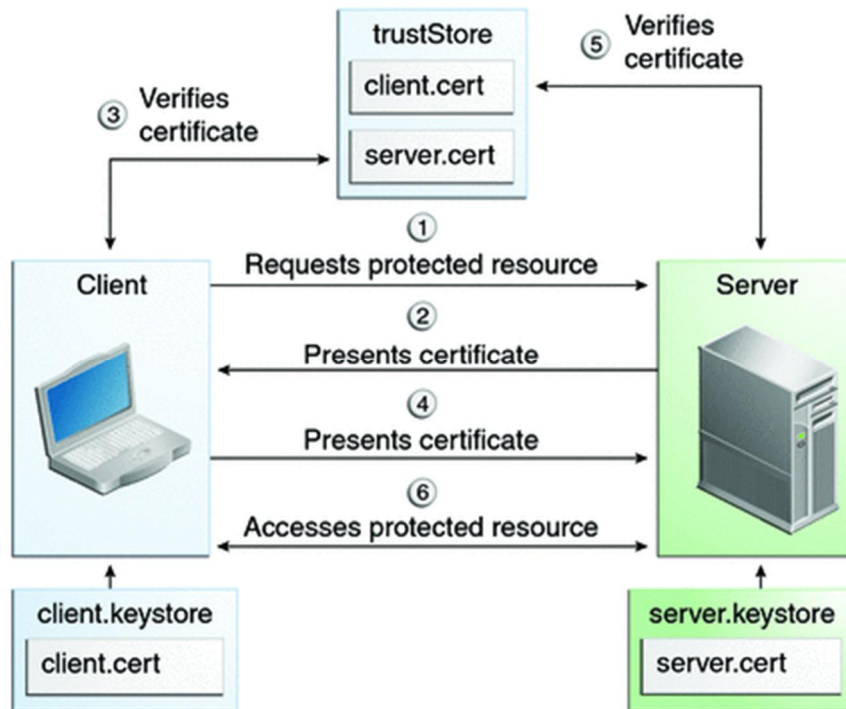 trustStore
client.cert
server.cert
③ Verifies
certificate
⑤ Verifies
certificate
①
Requests protected resource
②
Presents certificate
④
Presents certificate
⑥
Accesses protected resource
Client
Server
client.keystore
client.cert
server.keystore
server.cert